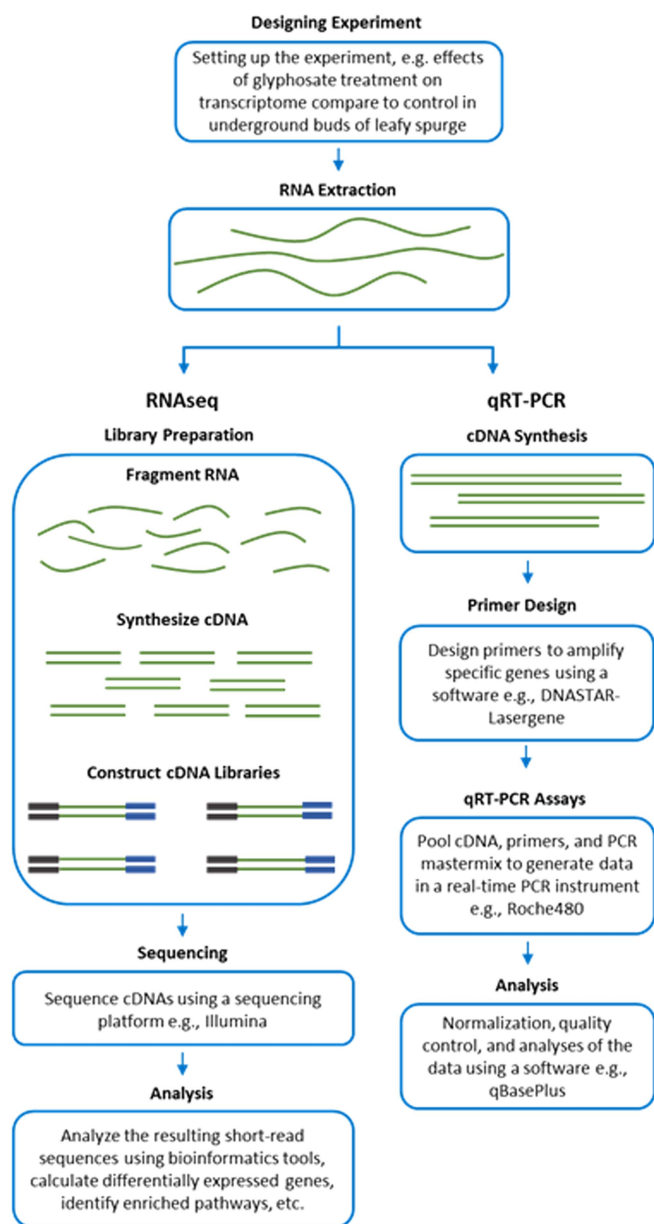 Designing Experiment
Setting up the experiment, e.g. effects
of glyphosate treatment on
transcriptome compare to control in
underground buds of leafy spurge
RNA Extraction
RNAseq
Library Preparation
Fragment RNA
Synthesize cDNA
Construct cDNA Libraries
Sequencing
Sequence cDNAs using a sequencing
platform e.g., Illumina
Analysis
Analyze the resulting short-read
sequences using bioinformatics tools,
calculate differentially expressed genes,
identify enriched pathways, etc.
qRT-PCR
cDNA Synthesis
Primer Design
Design primers to amplify
specific genes using a
software e.g., DNASTAR-
Lasergene
qRT-PCR Assays
Pool cDNA, primers, and PCR
mastermix to generate data
in a real-time PCR instrument
e.g., Roche480
Analysis
Normalization, quality
control, and analyses of the
data using a software e.g.,
qBasePlus